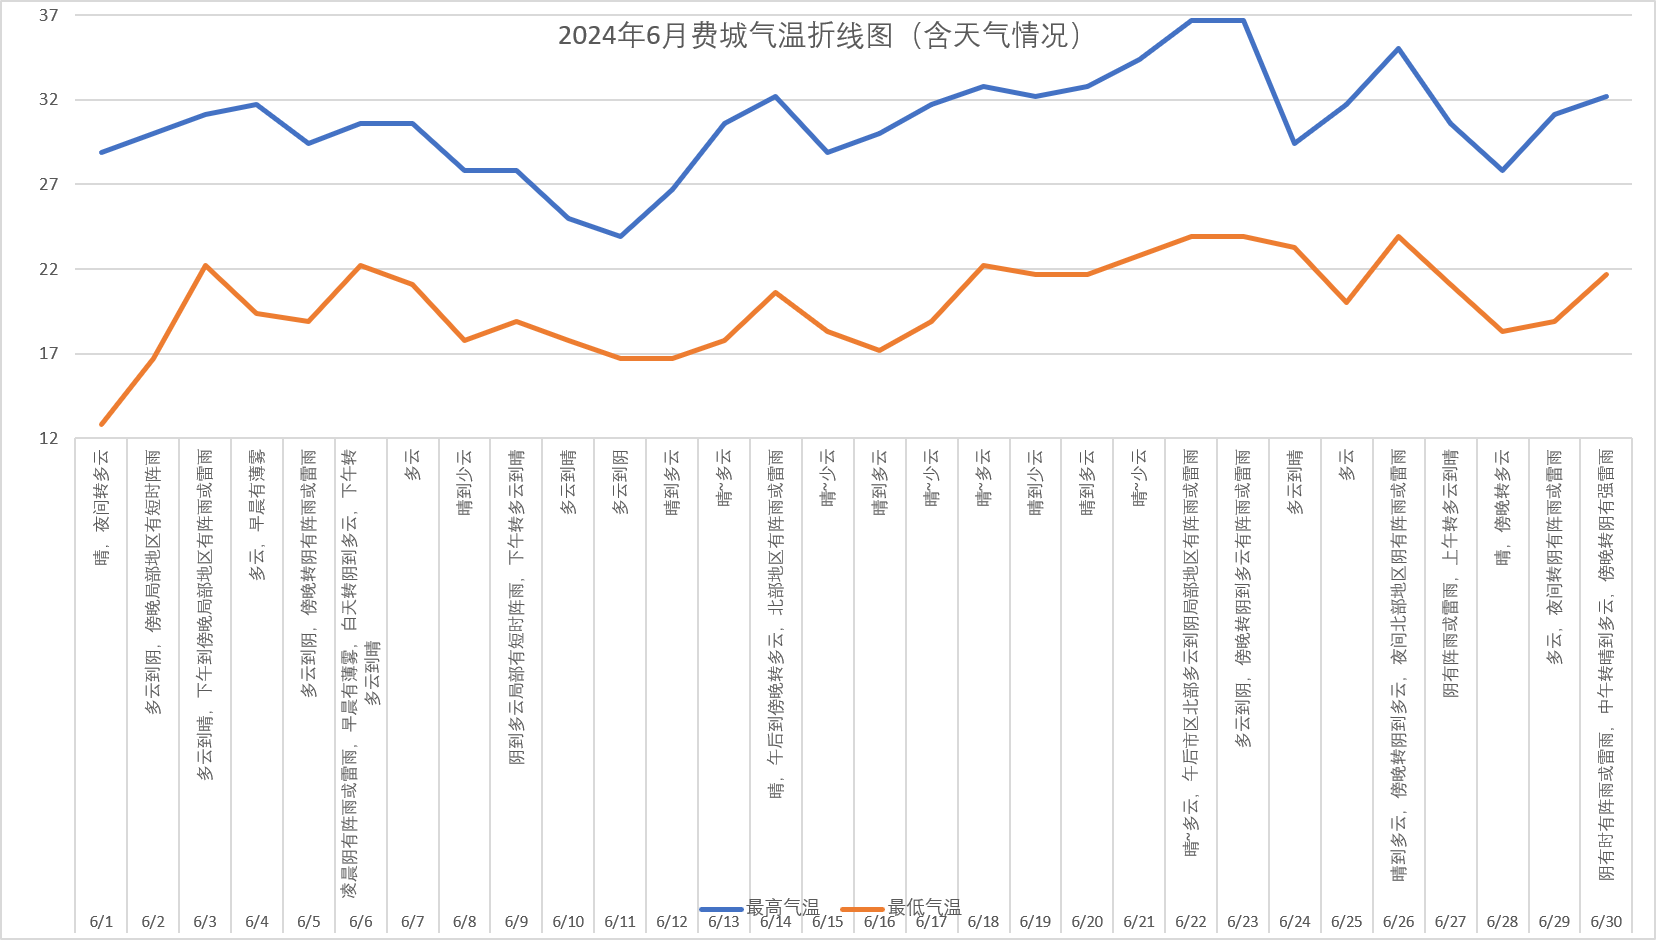 2024年6月费城气温折线图（含天气情况）
37
32
27
22
17
12
晴，夜间转多云
多云到阴，傍晚局部地区有短时阵雨
多云到晴，下午到傍晚局部地区有阵雨或雷雨
多云，早晨有薄雾
多云到阴，傍晚转阴有阵雨或雷雨
凌晨阴有阵雨或雷雨，早晨有薄雾，白天转阴到多云，下午转
多云到晴
多云
晴到少云
阴到多云局部有短时阵雨，下午转多云到晴
多云到晴
多云到阴
晴到多云
晴~多云
晴，午后到傍晚转多云，北部地区有阵雨或雷雨
晴~少云
晴到多云
晴~少云
晴~多云
晴到少云
晴到多云
晴~少云
晴~多云，午后市区北部多云到阴局部地区有阵雨或雷雨
多云到阴，傍晚转阴到多云有阵雨或雷雨
多云到晴
多云
晴到多云，傍晚转阴到多云，夜间北部地区阴有阵雨或雷雨
阴有阵雨或雷雨，上午转多云到晴
晴，傍晚转多云
多云，夜间转阴有阵雨或雷雨
阴有时有阵雨或雷雨，中午转晴到多云，傍晚转阴有强雷雨
最高气温 最低气温
6/1 6/2 6/3 6/4 6/5 6/6 6/7 6/8 6/9 6/10 6/11 6/12 6/13 6/14 6/15 6/16 6/17 6/18 6/19 6/20 6/21 6/22 6/23 6/24 6/25 6/26 6/27 6/28 6/29 6/30